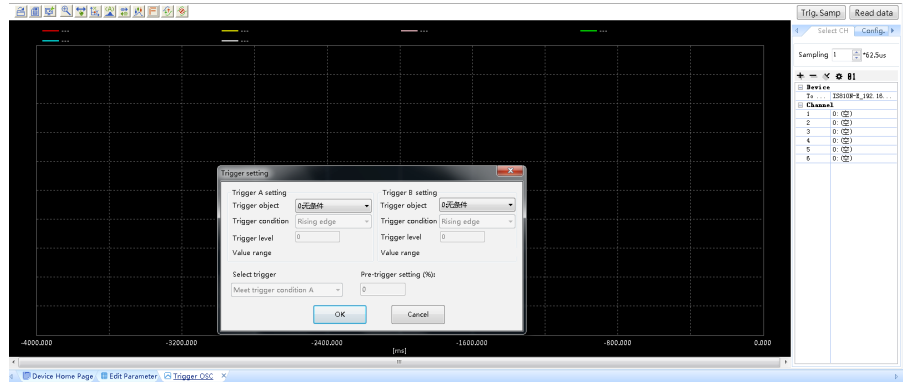 Trig. Samp Read data
--- --- --- ---
--- ---
Select CH Config.
Sampling 1 *62.5us
01
Device
To ... IS810N-E_192.16...
Channel
1 0: (空)
2 0: (空)
3 0: (空)
4 0: (空)
5 0: (空)
6 0: (空)
Trigger setting
Trigger A setting Trigger B setting
Trigger object 0:无条件 Trigger object 0:无条件
Trigger condition Rising edge Trigger condition Rising edge
Trigger level 0 Trigger level 0
Value range Value range
Select trigger Pre-trigger setting (%):
Meet trigger condition A 0
OK Cancel
-4000.000 -3200.000 -2400.000 -1600.000 -800.000 0.000
[ms]
Device Home Page Edit Parameter Trigger OSC